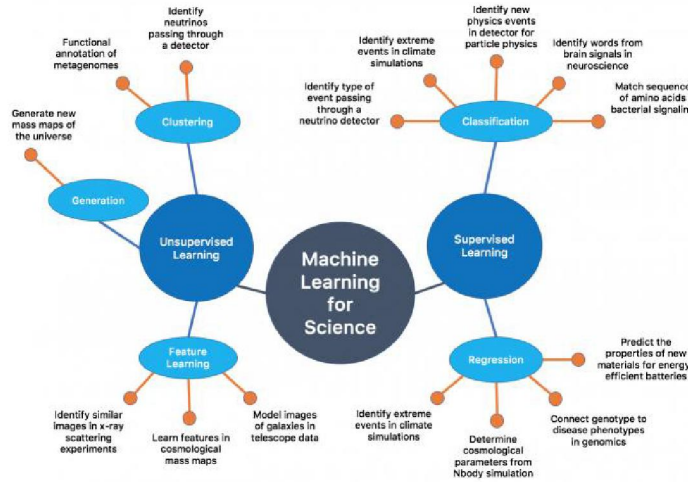 Identify
neutrinos
passing through
a detector
Functional
annotation of
metagenomes
Generate new
mass maps of
the universe
Clustering
Generation
Unsupervised
Learning
Feature
Learning
Identify similar
images in x-ray
scattering
experiments
Learn features in
cosmological
mass maps
Model images
of galaxies in
telescope data
Machine
Learning
for
Science
Identify new
physics events
in detector for
particle physics
Identify extreme
events in climate
simulations
Identify words from
brain signals in
neuroscience
Identify type of
event passing
through a
neutrino detector
Match sequence
of amino acids
bacterial signalin
Classification
Supervised
Learning
Regression
Predict the
properties of new
materials for energy
efficient batteries
Identify extreme
events in climate
simulations
Determine
cosmological
parameters from
Nbody simulation
Connect genotype to
disease phenotypes
in genomics